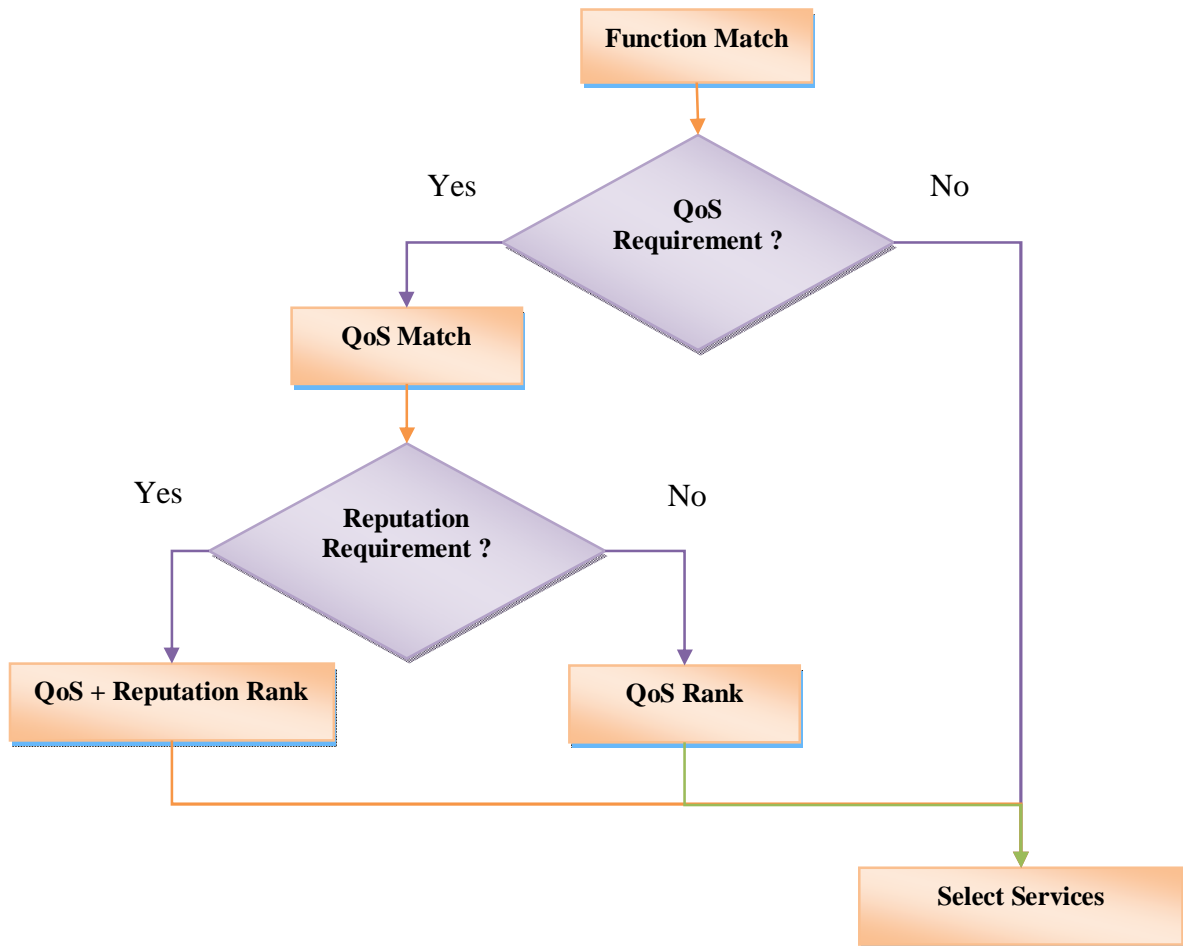 Function Match
Yes
No
QoS
Requirement ?
QoS Match
Yes
No
Reputation
Requirement ?
QoS + Reputation Rank
QoS Rank
Select Services